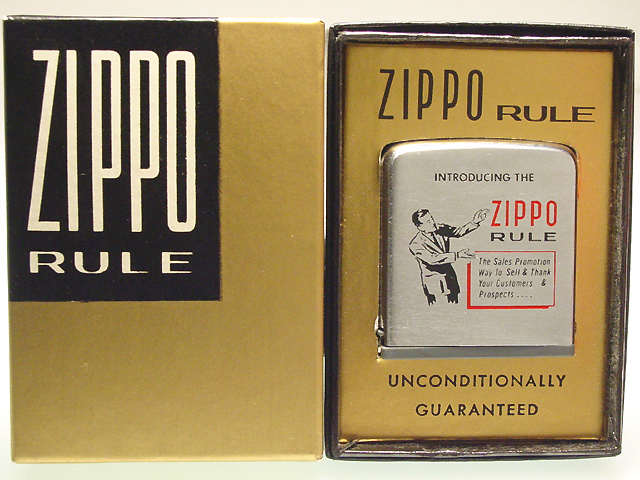 ZIPPO
RULE
ZIPPO RULE
INTRODUCING THE
ZIPPO
RULE
The Sales Promotion
Way To Sell & Thank
Your Customers &
Prospects ....
UNCONDITIONALLY
GUARANTEED